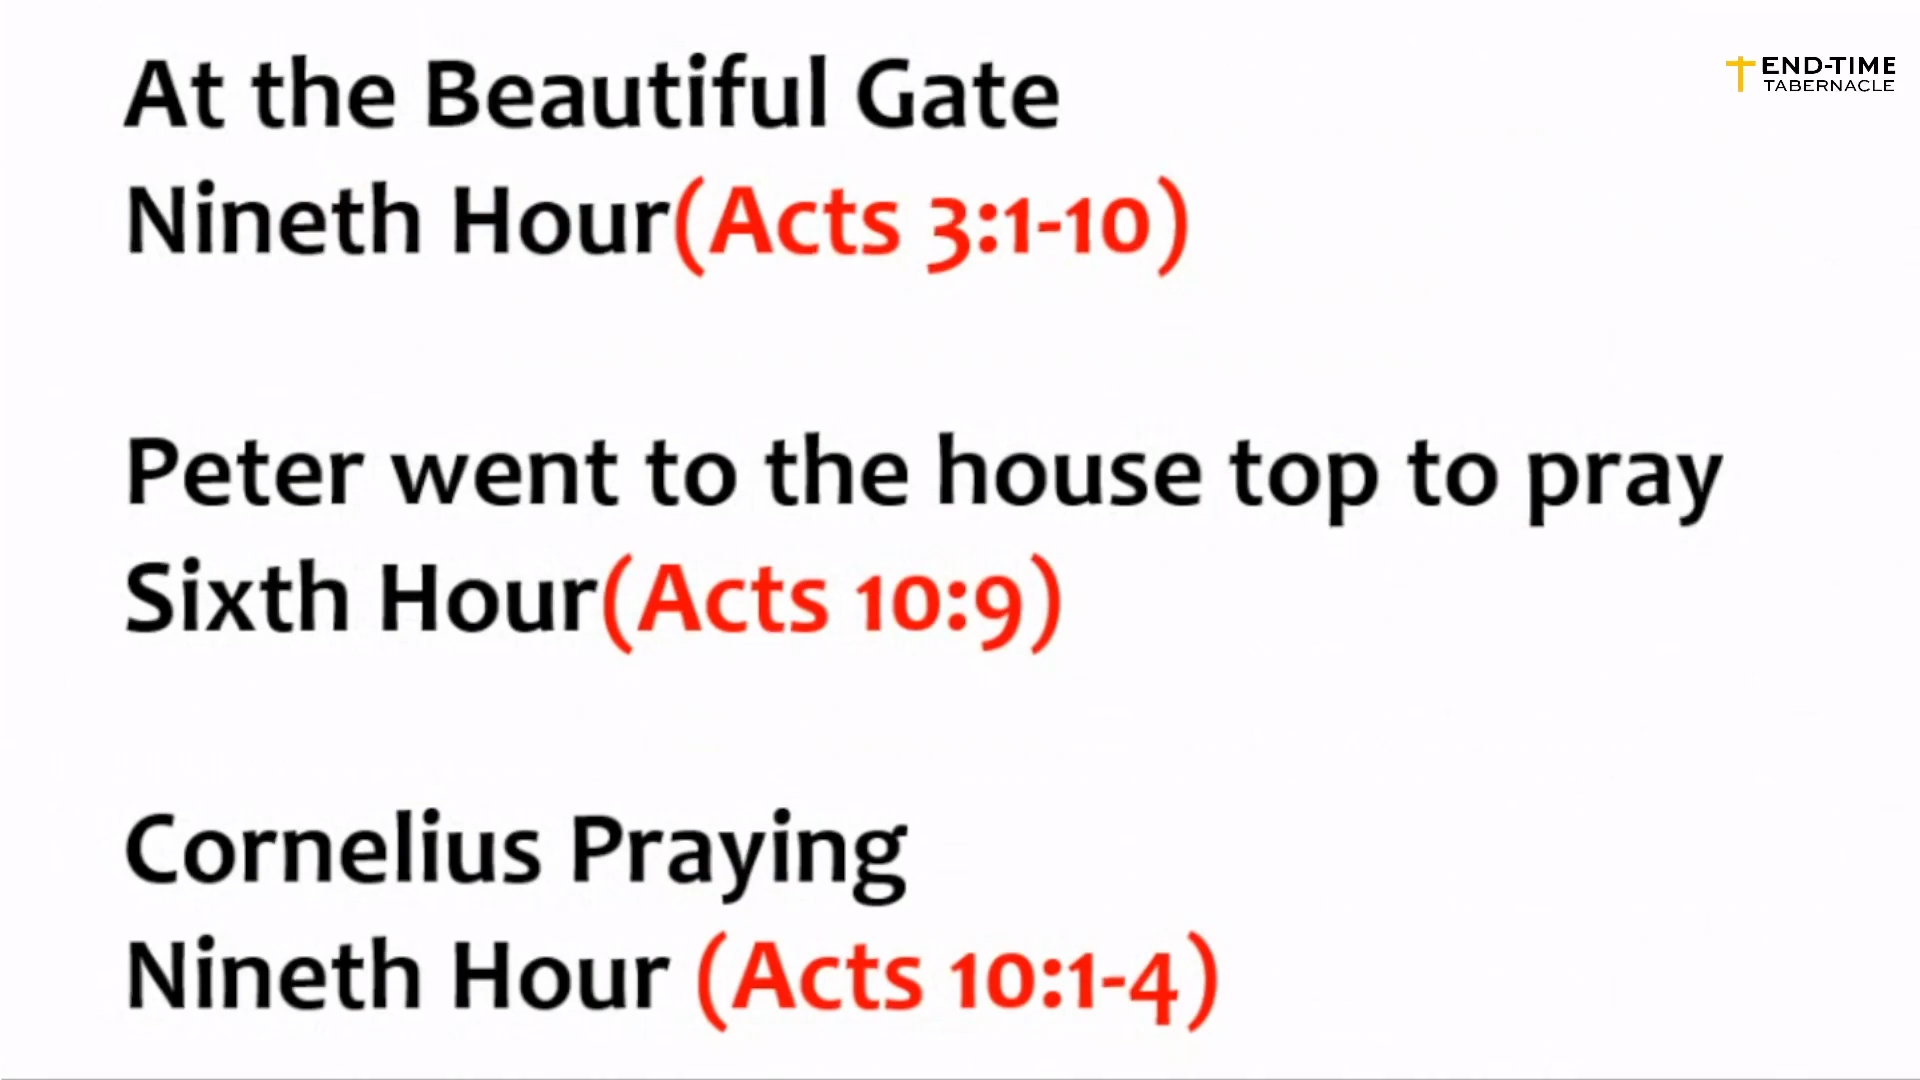 At the Beautiful Gate
Nineth Hour(Acts 3:1-10)
Peter went to the house top to pray
Sixth Hour(Acts 10:9)
Cornelius Praying
Nineth Hour (Acts 10:1-4)
END-TIME
TABERNACLE